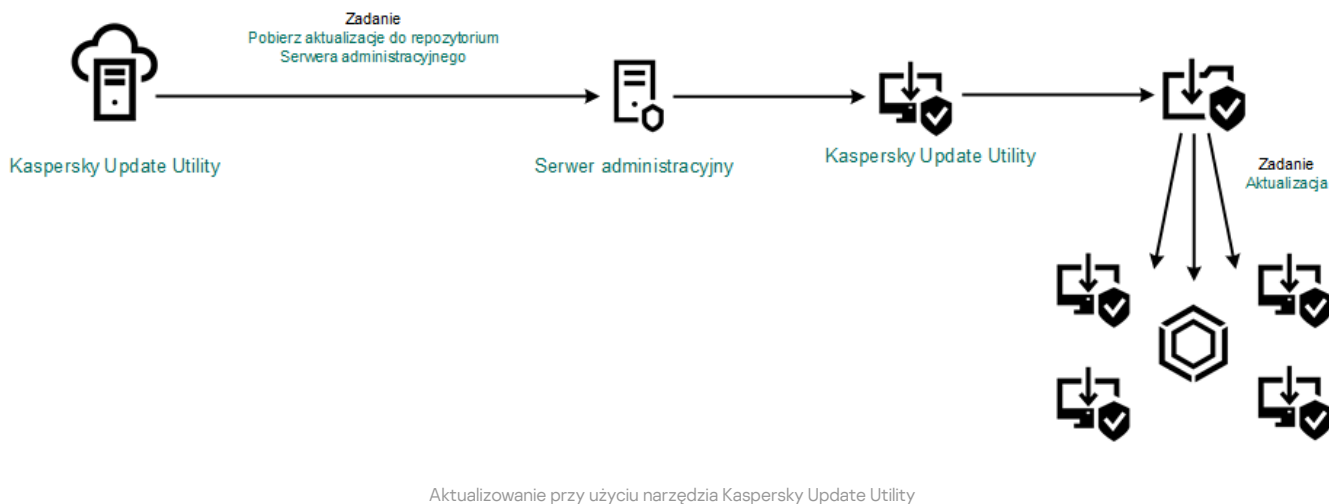 Zadanie
Pobierz aktualizacje do repozytorium
Serwera administracyjnego
Kaspersky Update Utility
Serwer administracyjny
Kaspersky Update Utility
Zadanie
Aktualizacja
Aktualizowanie przy użyciu narzędzia Kaspersky Update Utility